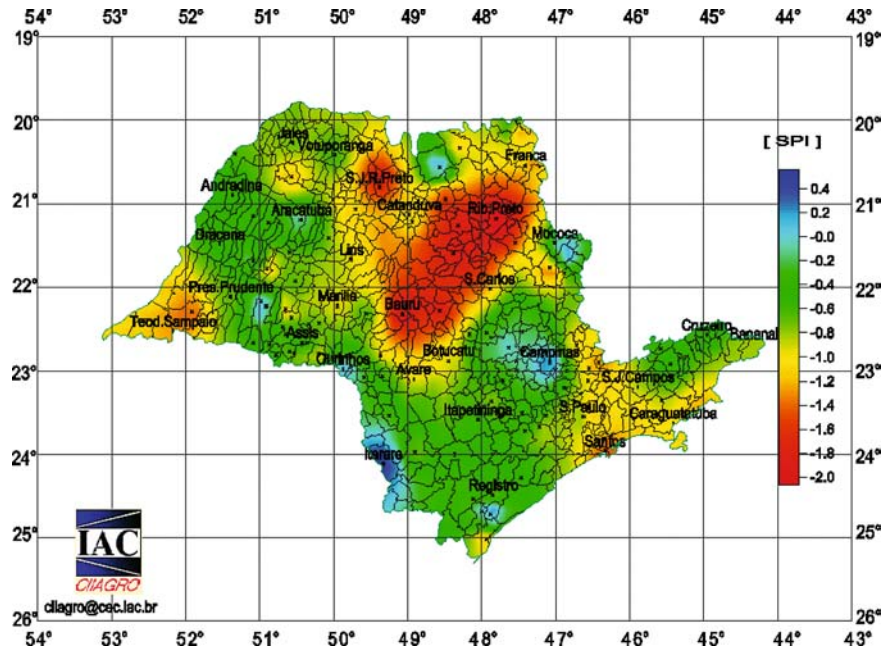 54° 53° 52° 51° 50° 49° 48° 47° 46° 45° 44° 43°
19° 19°
20° 20°
21° 21°
22° 22°
23° 23°
24° 24°
25° 25°
26° 26°
54° 53° 52° 51° 50° 49° 48° 47° 46° 45° 44° 43°
Jales
Votuporanga
Franca
S.J.R.Preto
Andradina
Catanduva
Rib.Preto
Aracatuba
Dracena
Mococa
Lins
S.Carlos
Pres.Prudente
Marilia
Bauru
Teod.Sampaio
Assis
Cruzeiro
Bananal
Ourinhos
Botucatu
Campinas
Avare
S.J.Campos
Itapetininga
S.Paulo
Caraguatatuba
Santos
Itarare
Registro
[ SPI ]
0.4
0.2
-0.0
-0.2
-0.4
-0.6
-0.8
-1.0
-1.2
-1.4
-1.6
-1.8
-2.0
IAC
CIIAGRO
ciiagro@cec.iac.br